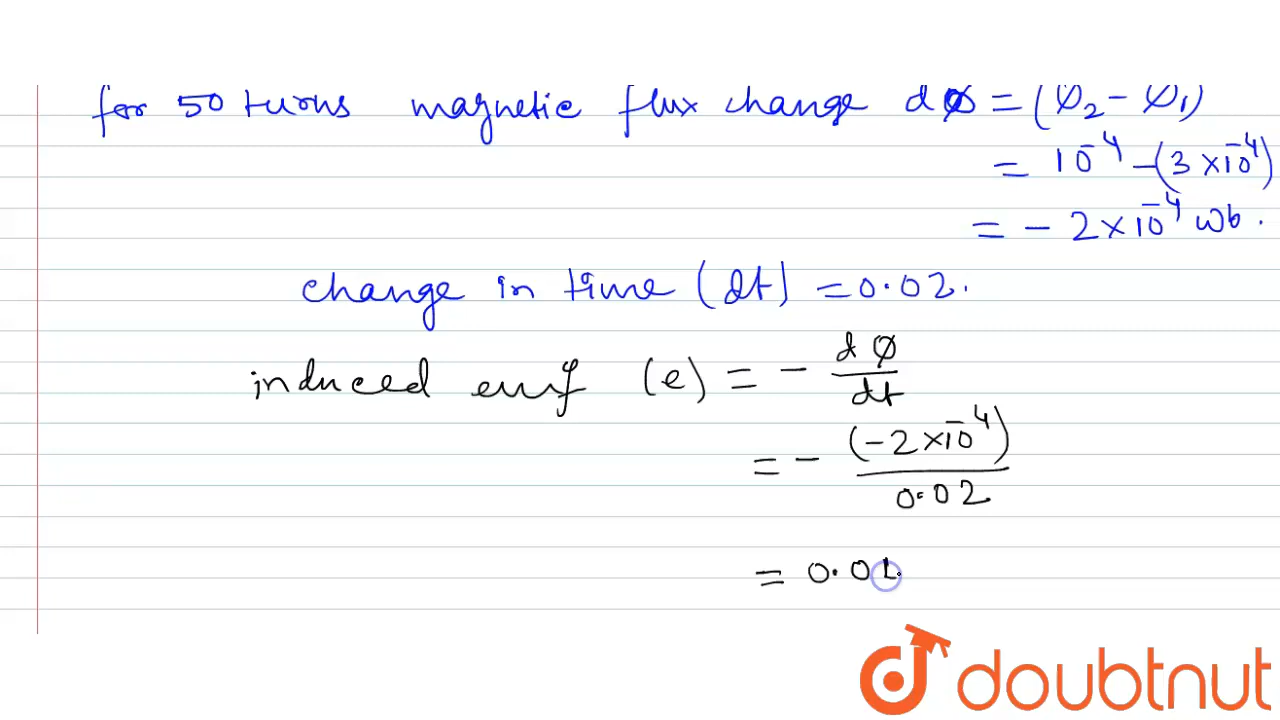 for 50 turns magnetic flux change dφ = (φ₂ - φ₁)
= 10⁻⁴ - (3 × 10⁻⁴)
= - 2 × 10⁻⁴ wb.
change in time (dt) = 0.02.
induced emf (e) = - dφ/dt
= - (-2 × 10⁻⁴)/0.02
= 0.01
doubtnut